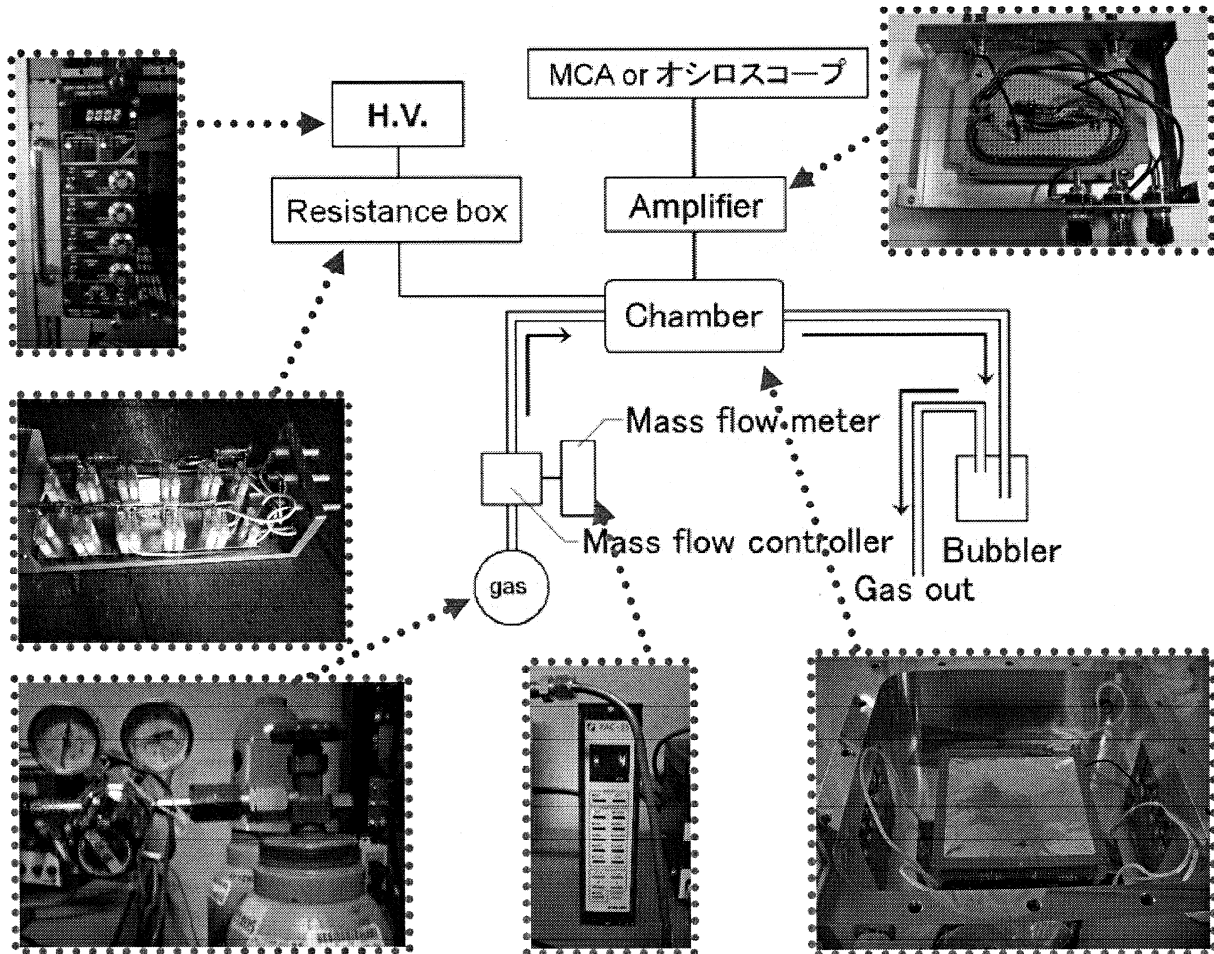 MCA or オシロスコープ
H.V.
Resistance box
Amplifier
Chamber
Mass flow meter
Mass flow controller
gas
Bubbler
Gas out
0002